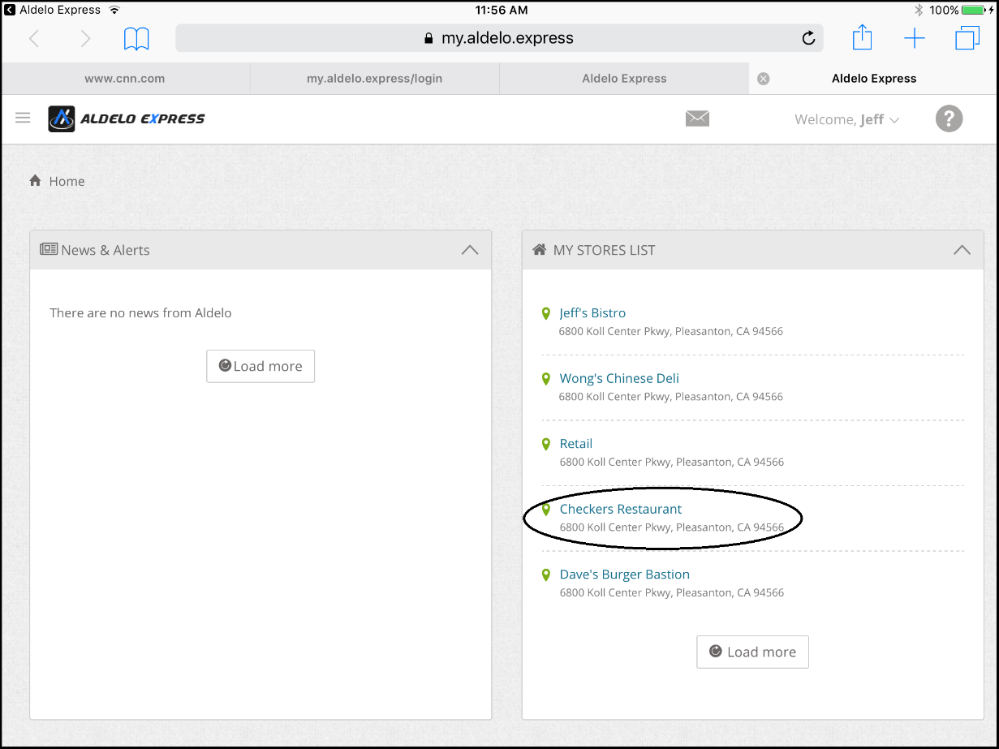 Aldelo Express
11:56 AM
100%
my.aldelo.express
www.cnn.com
my.aldelo.express/login
Aldelo Express
Aldelo Express
ALDELO EXPRESS
Welcome, Jeff
?
Home
News & Alerts
There are no news from Aldelo
Load more
MY STORES LIST
Jeff's Bistro
6800 Koll Center Pkwy, Pleasanton, CA 94566
Wong's Chinese Deli
6800 Koll Center Pkwy, Pleasanton, CA 94566
Retail
6800 Koll Center Pkwy, Pleasanton, CA 94566
Checkers Restaurant
6800 Koll Center Pkwy, Pleasanton, CA 94566
Dave's Burger Bastion
6800 Koll Center Pkwy, Pleasanton, CA 94566
Load more